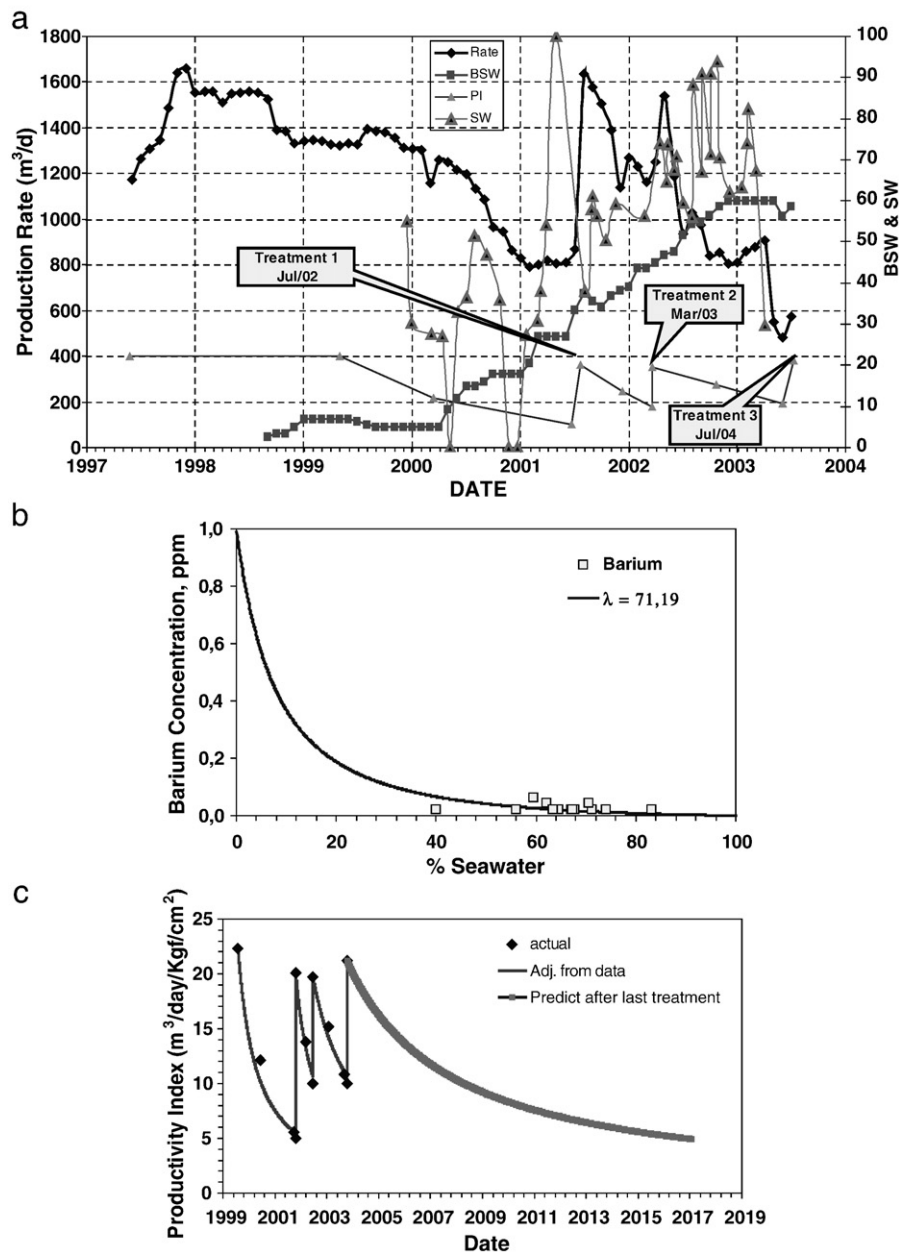 a
1800
1600
1400
1200
1000
800
600
400
200
0
Production Rate (m³/d)
Rate
BSW
PI
SW
100
90
80
70
60
50
40
30
20
10
0
BSW & SW
Treatment 1
Jul/02
Treatment 2
Mar/03
Treatment 3
Jul/04
1997 1998 1999 2000 2001 2002 2003 2004
DATE
b
1,0
0,8
0,6
0,4
0,2
0,0
Barium Concentration, ppm
Barium
λ = 71,19
0 20 40 60 80 100
% Seawater
c
25
20
15
10
5
0
Productivity Index (m³/day/Kgf/cm²)
actual
Adj. from data
Predict after last treatment
1999 2001 2003 2005 2007 2009 2011 2013 2015 2017 2019
Date